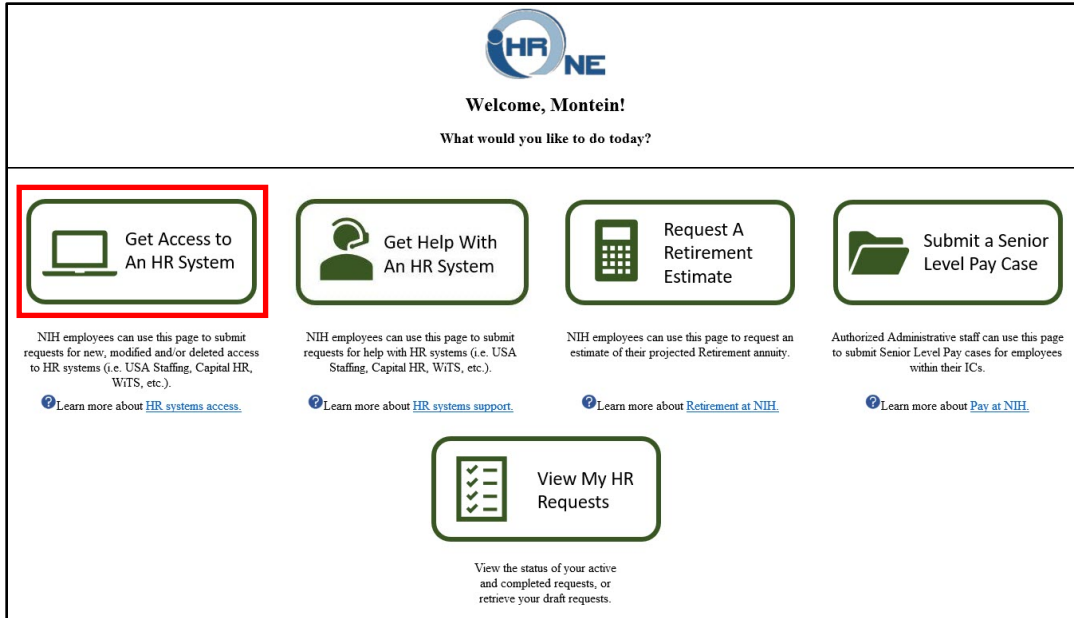 iHR
NE
Welcome, Montein!
What would you like to do today?
Get Access to
An HR System
Get Help With
An HR System
Request A
Retirement
Estimate
Submit a Senior
Level Pay Case
NIH employees can use this page to submit
requests for new, modified and/or deleted access
to HR systems (i.e. USA Staffing, Capital HR,
WiTS, etc.).
NIH employees can use this page to submit
requests for help with HR systems (i.e. USA
Staffing, Capital HR, WiTS, etc.).
NIH employees can use this page to request an
estimate of their projected Retirement annuity.
Authorized Administrative staff can use this page
to submit Senior Level Pay cases for employees
within their ICs.
?Learn more about HR systems access.
?Learn more about HR systems support.
?Learn more about Retirement at NIH.
?Learn more about Pay at NIH.
View My HR
Requests
View the status of your active
and completed requests, or
retrieve your draft requests.